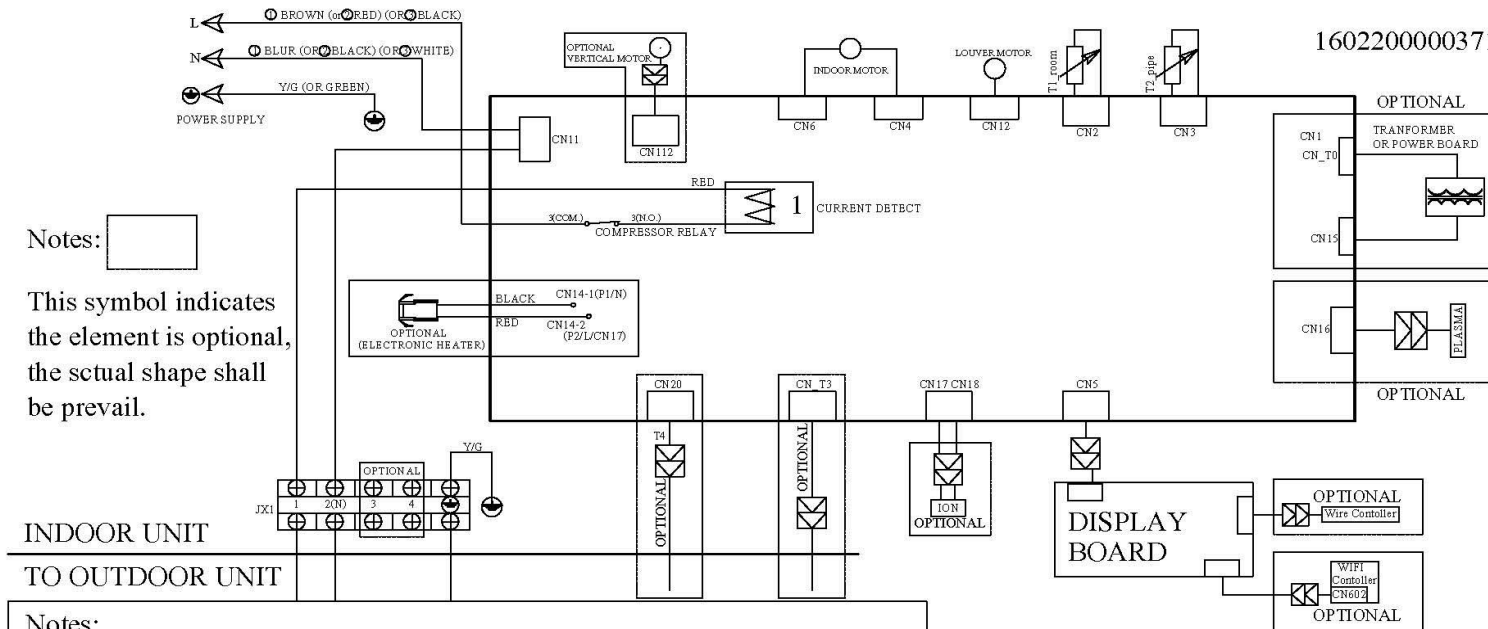 L ① BROWN (or②RED) (OR③BLACK)
N ① BLUR (OR②BLACK) (OR③WHITE)
Y/G (OR GREEN)
POWER SUPPLY
OPTIONAL
VERTICAL MOTOR
CN112
INDOOR MOTOR
LOUVER MOTOR
T1_room
T2_pipe
CN11
CN6
CN4
CN12
CN2
CN3
OPTIONAL
CN1
CN_T0
TRANFORMER
OR POWER BOARD
CN15
RED
1
CURRENT DETECT
3(COM.)
3(N.O.)
COMPRESSOR RELAY
Notes:
This symbol indicates
the element is optional,
the sctual shape shall
be prevail.
BLACK
CN14-1(P1/N)
RED
CN14-2
(P2/L/CN17)
OPTIONAL
(ELECTRONIC HEATER)
CN16
PLASMA
OPTIONAL
CN20
T4
OPTIONAL
CN_T3
OPTIONAL
CN17 CN18
ION
OPTIONAL
CN5
DISPLAY
BOARD
OPTIONAL
Wire Contoller
WIFI
Contoller
CN602
OPTIONAL
Y/G
OPTIONAL
JX1
1 2(N) 3 4
INDOOR UNIT
TO OUTDOOR UNIT
Notes: